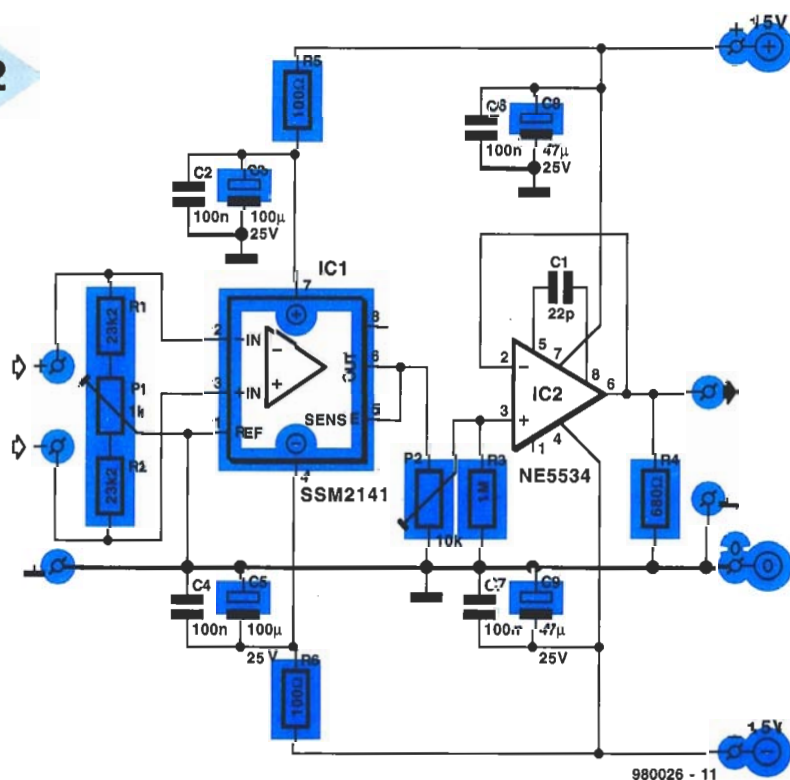 2
+ 15V
R5
100Ω
C6
100n
C8
47µ
25V
C2
100n
C3
100µ
25V
IC1
7
C1
22p
R1
23k2
2
–IN
–
8
6
OUT
+
3
+IN
+
P1
1k
1
REF
SENSE
5
–
R2
23k2
4
SSM2141
2
–
5
7
8
6
IC2
3
+
1
4
NE5534
P2
10k
R3
1M
R4
680Ω
0
0
C4
100n
C5
100µ
25V
C7
100n
C9
47µ
25V
R6
100Ω
15V
–
980026 - 11